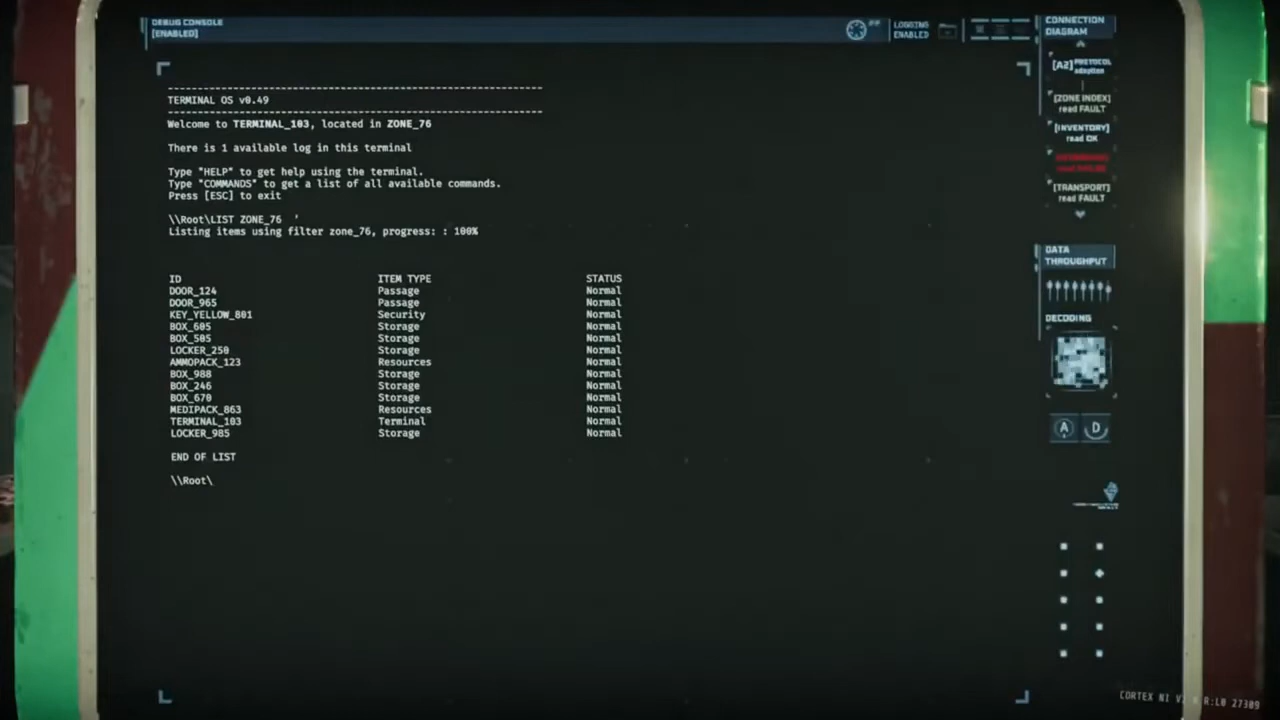 DEBUG CONSOLE
[ENABLED]
LOGGING
ENABLED
CONNECTION
DIAGRAM
[A2] PROTOCOL
adaption
[ZONE INDEX]
read FAULT
[INVENTORY]
read OK
[TRANSPORT]
read FAULT
DATA
THROUGHPUT
DECODING
A D
--------------------------------------------------------------
TERMINAL OS v0.49
--------------------------------------------------------------
Welcome to TERMINAL_103, located in ZONE_76
There is 1 available log in this terminal
Type "HELP" to get help using the terminal.
Type "COMMANDS" to get a list of all available commands.
Press [ESC] to exit
\\Root\LIST ZONE_76 '
Listing items using filter zone_76, progress: : 100%
ID ITEM TYPE STATUS
DOOR_124 Passage Normal
DOOR_965 Passage Normal
KEY_YELLOW_801 Security Normal
BOX_605 Storage Normal
BOX_505 Storage Normal
LOCKER_250 Storage Normal
AMMOPACK_123 Resources Normal
BOX_988 Storage Normal
BOX_246 Storage Normal
BOX_670 Storage Normal
MEDIPACK_863 Resources Normal
TERMINAL_103 Terminal Normal
LOCKER_985 Storage Normal
END OF LIST
\\Root\
CORTEX NI R:L0 27309